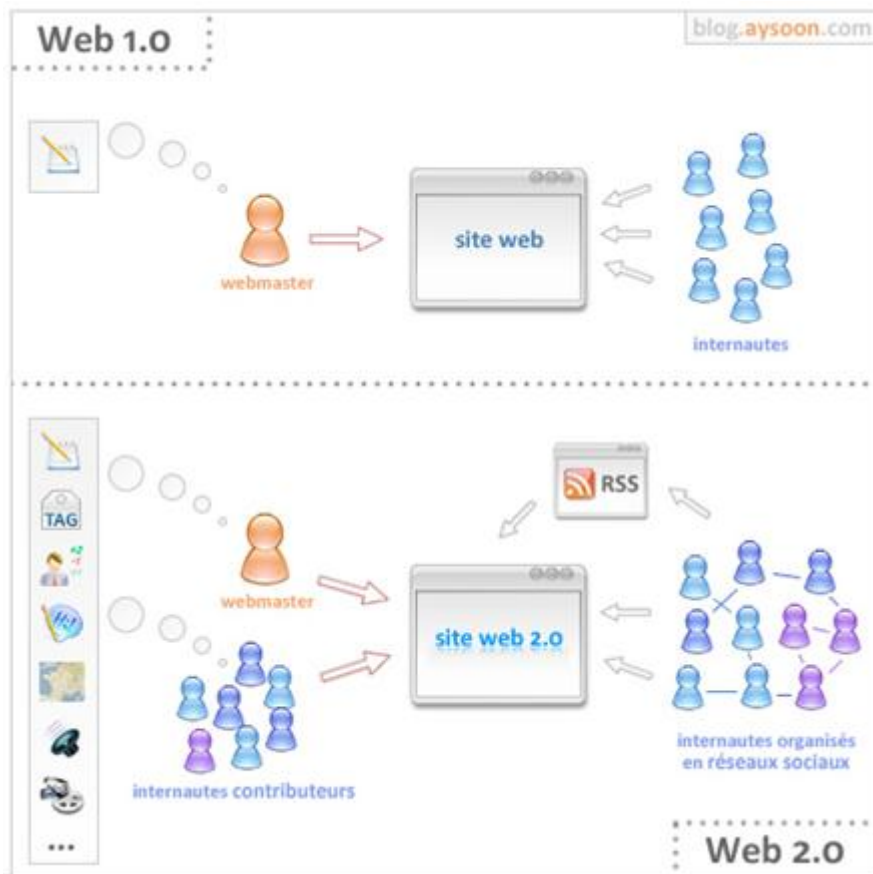 Web 1.0
blog.aysoon.com
site web
webmaster
internautes
TAG
RSS
webmaster
site web 2.0
internautes organisés
en réseaux sociaux
internautes contributeurs
...
Web 2.0